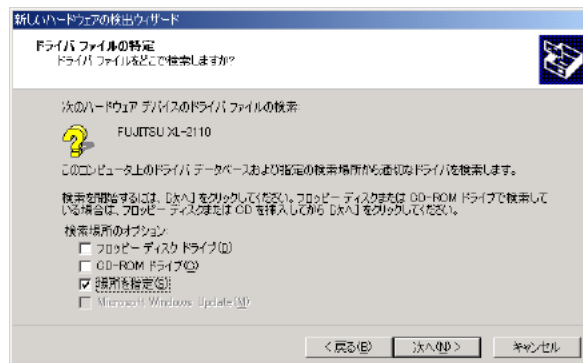 新しいハードウェアの検出ウィザード
ドライバ ファイルの特定
ドライバ ファイルをどこで検索しますか?
次のハードウェア デバイスのドライバ ファイルの検索:
FUJITSU XL-2110
このコンピュータ上のドライバ データベースおよび指定の検索場所から適切なドライバを検索します。
検索を開始するには、[次へ] をクリックしてください。フロッピー ディスクまたは CD-ROM ドライブで検索して
いる場合は、フロッピー ディスクまたは CD を挿入してから [次へ] をクリックしてください。
検索場所のオプション:
フロッピー ディスク ドライブ(D)
CD-ROM ドライブ(C)
場所を指定(S)
Microsoft Windows Update(M)
< 戻る(B)
次へ(N) >
キャンセル